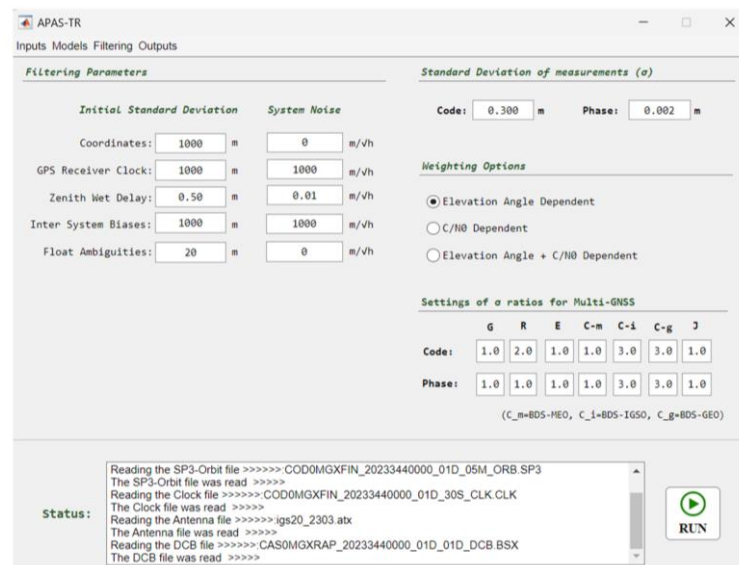 APAS-TR
Inputs Models Filtering Outputs
Filtering Parameters
Initial Standard Deviation System Noise
Coordinates: 1000 m 0 m/√h
GPS Receiver Clock: 1000 m 1000 m/√h
Zenith Wet Delay: 0.50 m 0.01 m/√h
Inter System Biases: 1000 m 1000 m/√h
Float Ambiguities: 20 m 0 m/√h
Standard Deviation of measurements (σ)
Code: 0.300 m Phase: 0.002 m
Weighting Options
Elevation Angle Dependent
C/N0 Dependent
Elevation Angle + C/N0 Dependent
Settings of σ ratios for Multi-GNSS
G R E C-m C-i C-g J
Code: 1.0 2.0 1.0 1.0 3.0 3.0 1.0
Phase: 1.0 1.0 1.0 1.0 3.0 3.0 1.0
(C_m=BDS-MEO, C_i=BDS-IGSO, C_g=BDS-GEO)
Status:
Reading the SP3-Orbit file >>>>>>:COD0MGXFIN_20233440000_01D_05M_ORB.SP3
The SP3-Orbit file was read >>>>>
Reading the Clock file >>>>>>:COD0MGXFIN_20233440000_01D_30S_CLK.CLK
The Clock file was read >>>>>
Reading the Antenna file >>>>>>:igs20_2303.atx
The Antenna file was read >>>>>
Reading the DCB file >>>>>>:CAS0MGXRAP_20233440000_01D_01D_DCB.BSX
The DCB file was read >>>>>
RUN